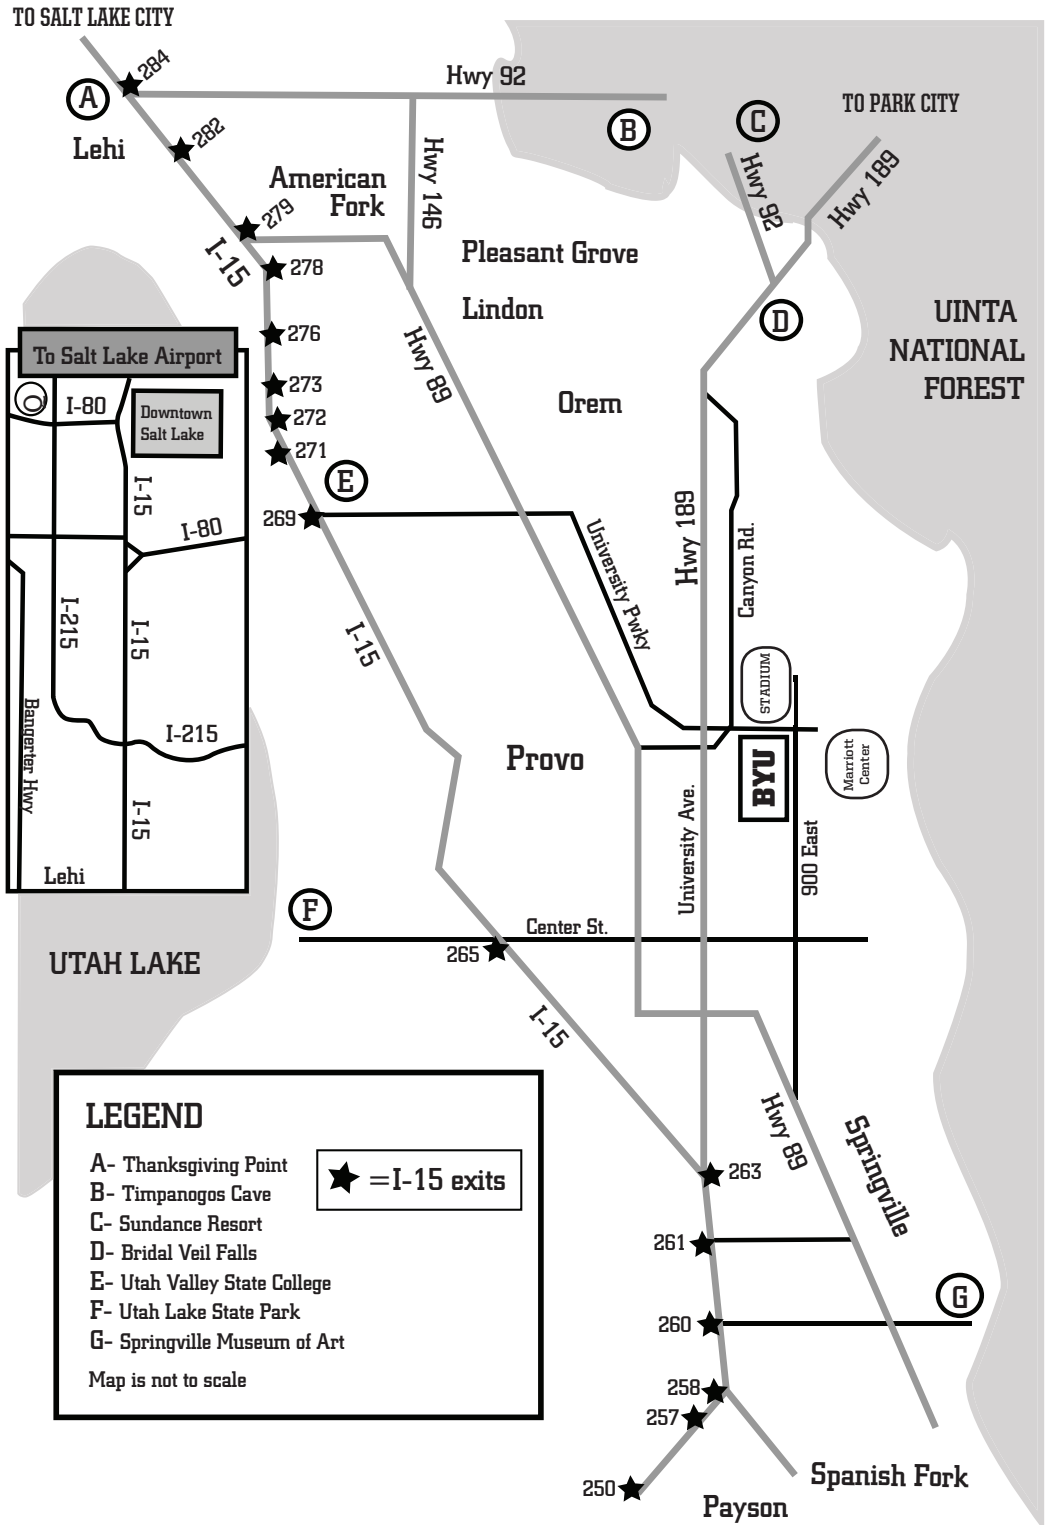 TO SALT LAKE CITY
284
Hwy 92
A
B
C
TO PARK CITY
Lehi
282
Hwy 146
Hwy 92
Hwy 189
American
Fork
279
I-15
278
Pleasant Grove
Lindon
D
UINTA
NATIONAL
FOREST
276
Hwy 89
To Salt Lake Airport
273
Orem
I-80
Downtown
Salt Lake
272
271
E
I-15
269
I-80
University Pwky
Hwy 189
Canyon Rd.
I-215
I-15
I-15
STADIUM
Bangerter Hwy
I-215
Provo
BYU
Marriott
Center
I-15
University Ave.
900 East
Lehi
F
Center St.
265
UTAH LAKE
I-15
LEGEND
A- Thanksgiving Point
B- Timpanogos Cave
C- Sundance Resort
D- Bridal Veil Falls
E- Utah Valley State College
F- Utah Lake State Park
G- Springville Museum of Art
Map is not to scale
=I-15 exits
Hwy 89
Springville
263
261
G
260
258
257
250
Spanish Fork
Payson